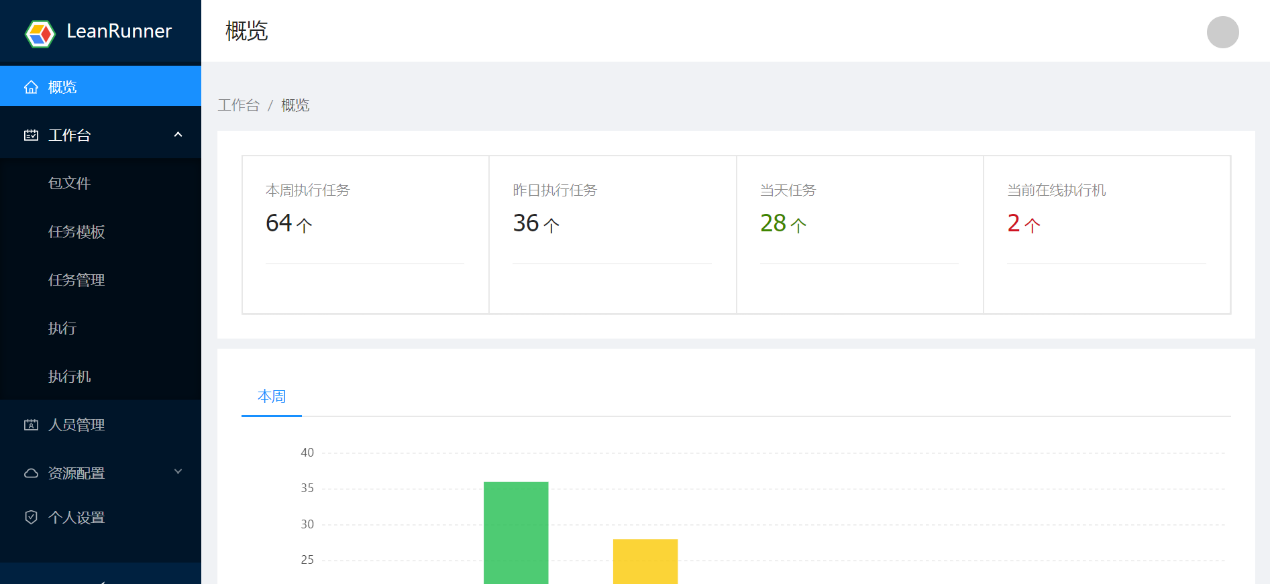 LeanRunner
概览
概览
工作台
包文件
任务模板
任务管理
执行
执行机
人员管理
资源配置
个人设置
工作台 / 概览
本周执行任务
64 个
昨日执行任务
36 个
当天任务
28 个
当前在线执行机
2 个
本周
40
35
30
25